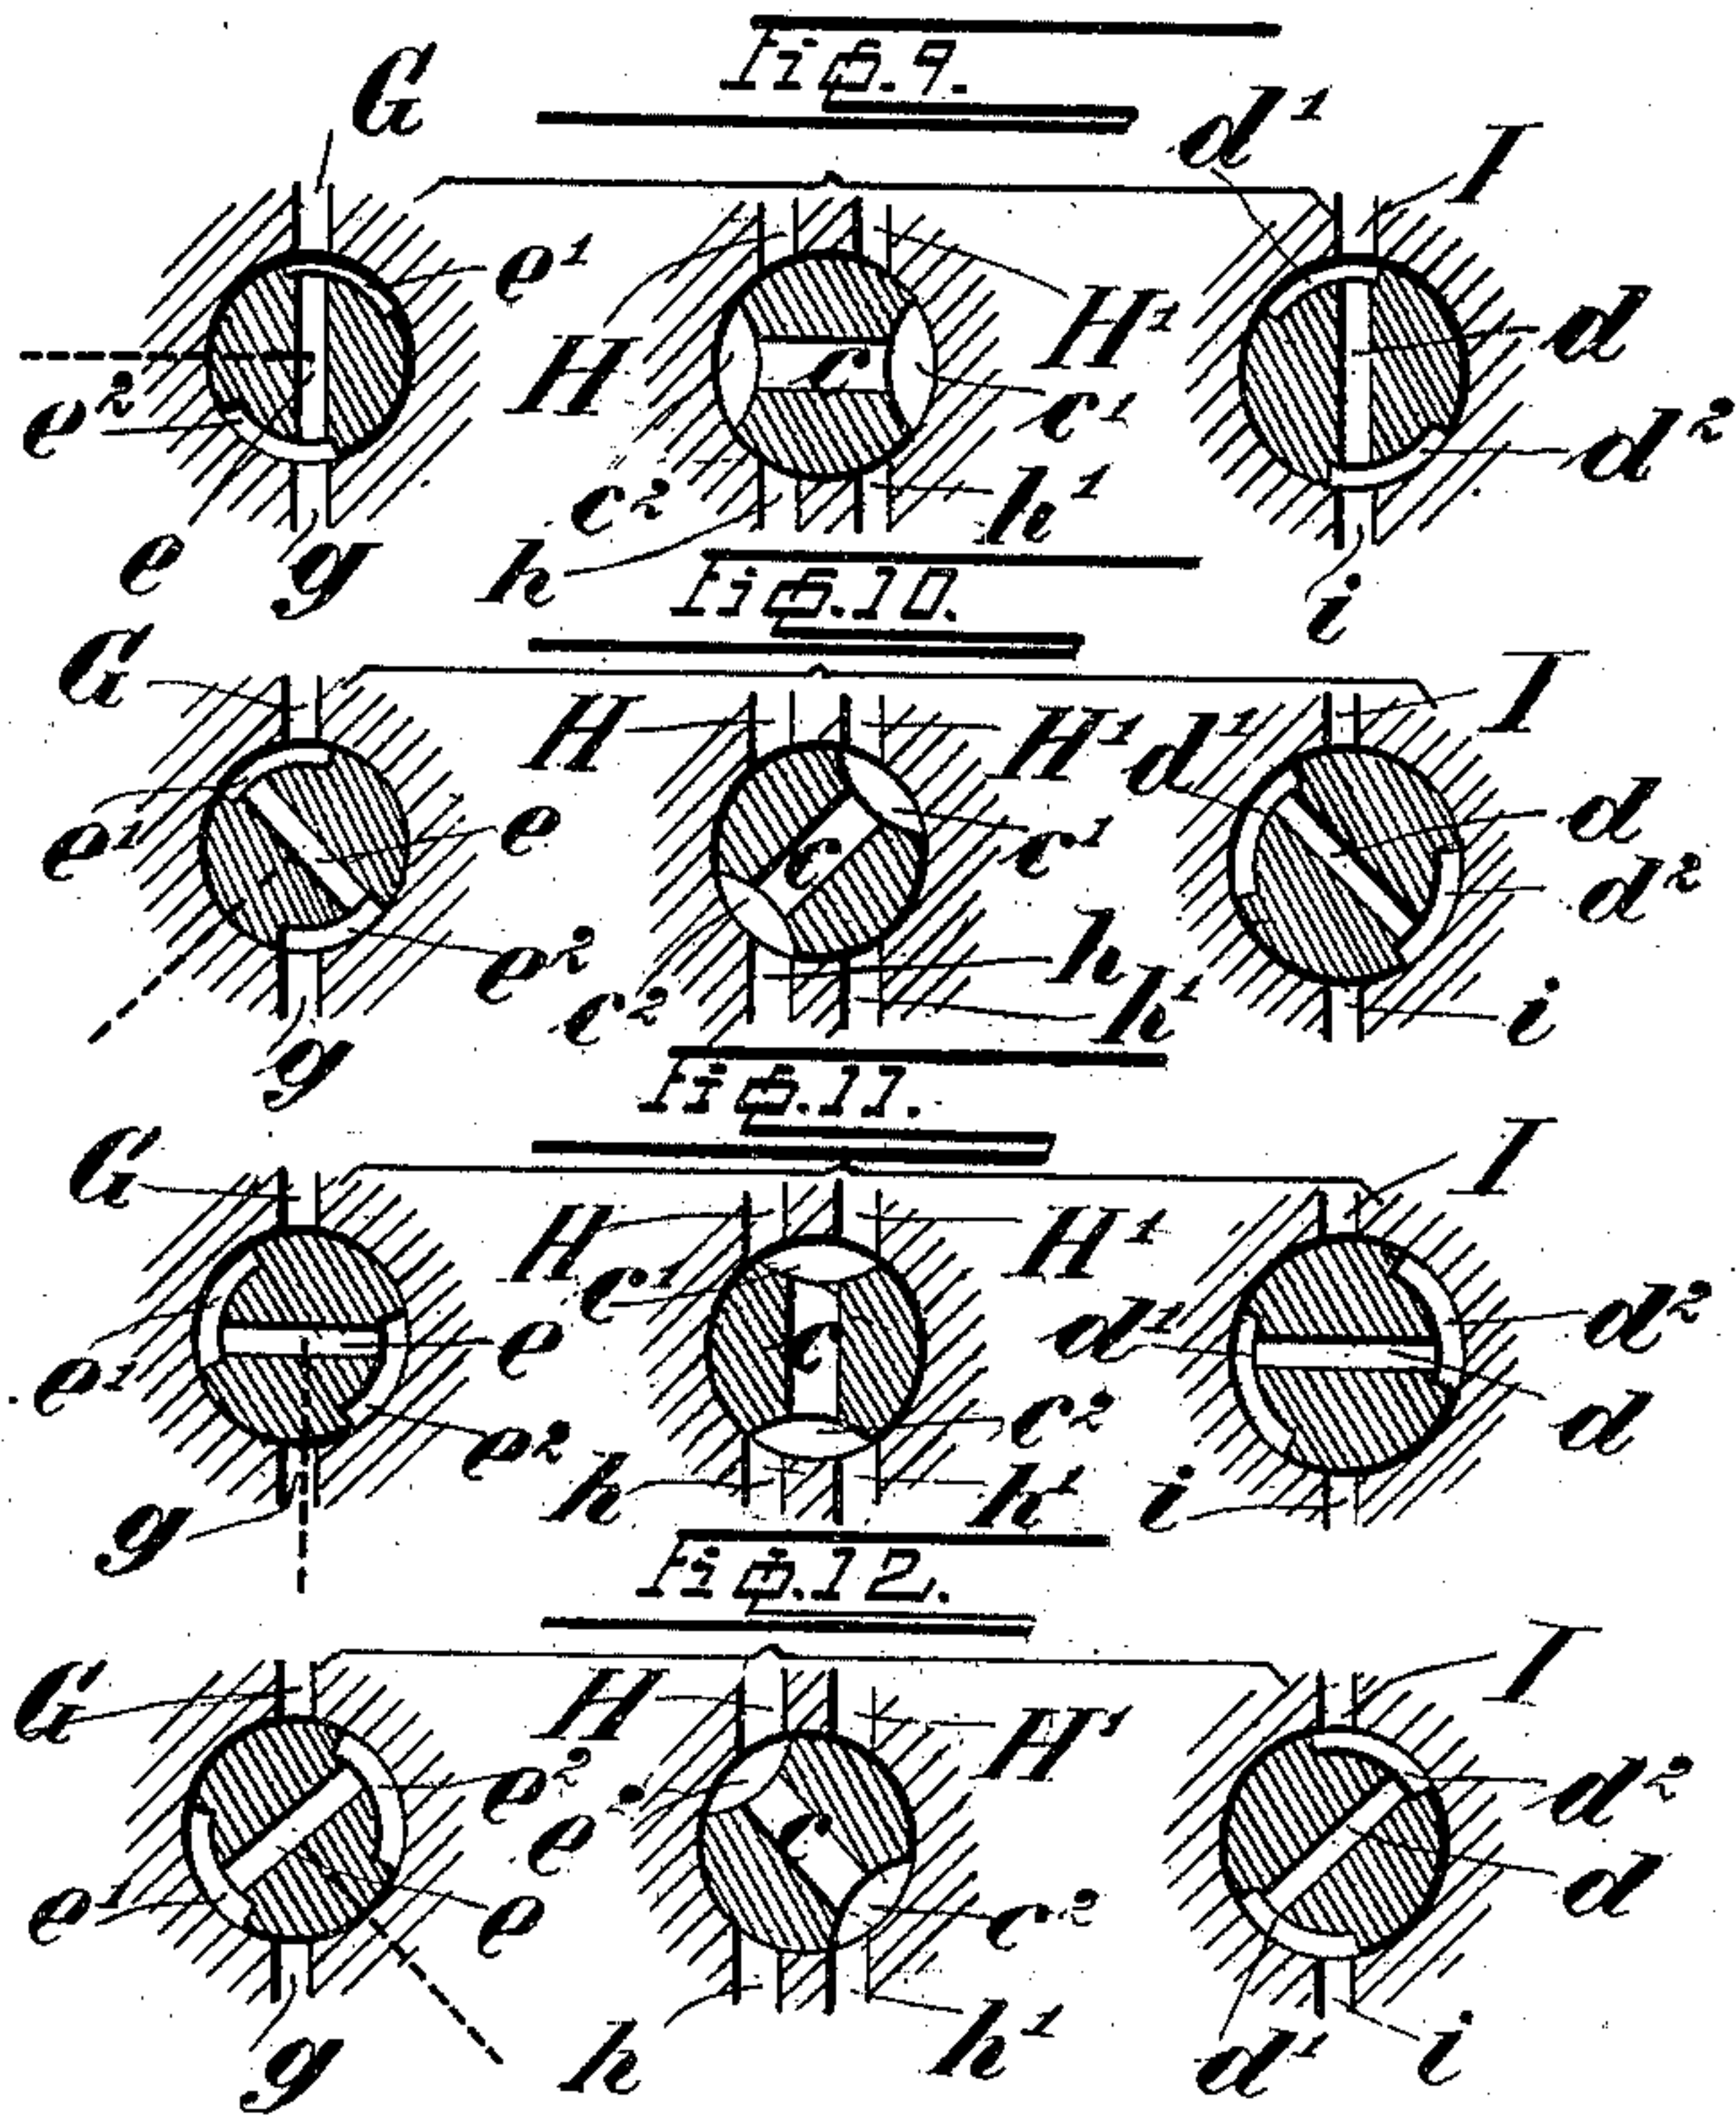 Fig. 9.
G
d¹
I
e¹
H
H¹
d
e²
c
c¹
d²
c²
h¹
e
g
h
i
Fig. 10.
G
H
H¹
d¹
I
e¹
e
c
c¹
d
d²
e²
c²
h
h¹
i
g
Fig. 11.
G
H
c¹
H¹
I
e¹
e
c
d¹
d²
e²
c²
d
g
h
h¹
i
Fig. 12.
G
H
H¹
I
e²
e²
c
d²
e¹
e
c²
d
g
h
h¹
d¹
i